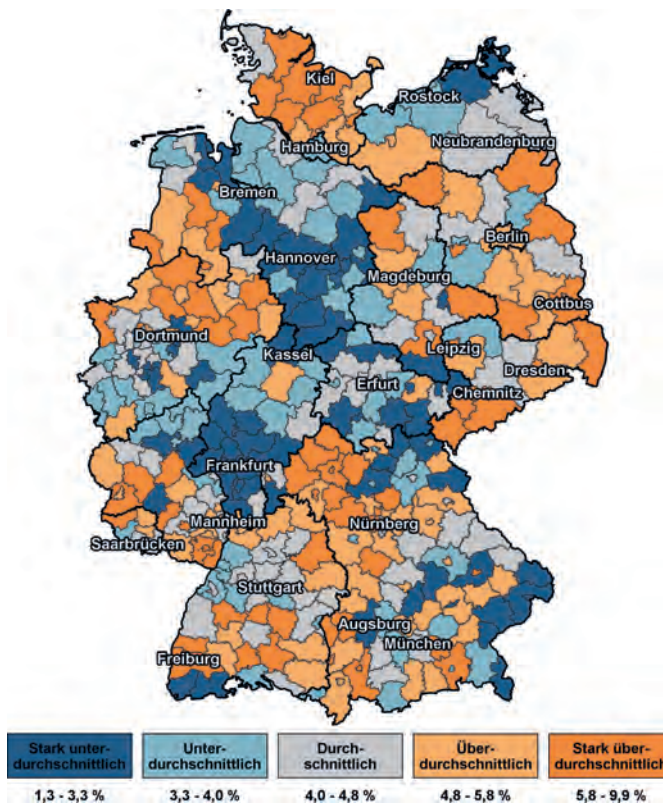 Kiel
Rostock
Hamburg
Neubrandenburg
Bremen
Berlin
Hannover
Magdeburg
Cottbus
Dortmund
Kassel
Leipzig
Dresden
Erfurt
Chemnitz
Frankfurt
Mannheim
Nürnberg
Saarbrücken
Stuttgart
Augsburg
München
Freiburg
Stark unter-
durchschnittlich
Unter-
durchschnittlich
Durch-
schnittlich
Über-
durchschnittlich
Stark über-
durchschnittlich
1,3 - 3,3 %
3,3 - 4,0 %
4,0 - 4,8 %
4,8 - 5,8 %
5,8 - 9,9 %